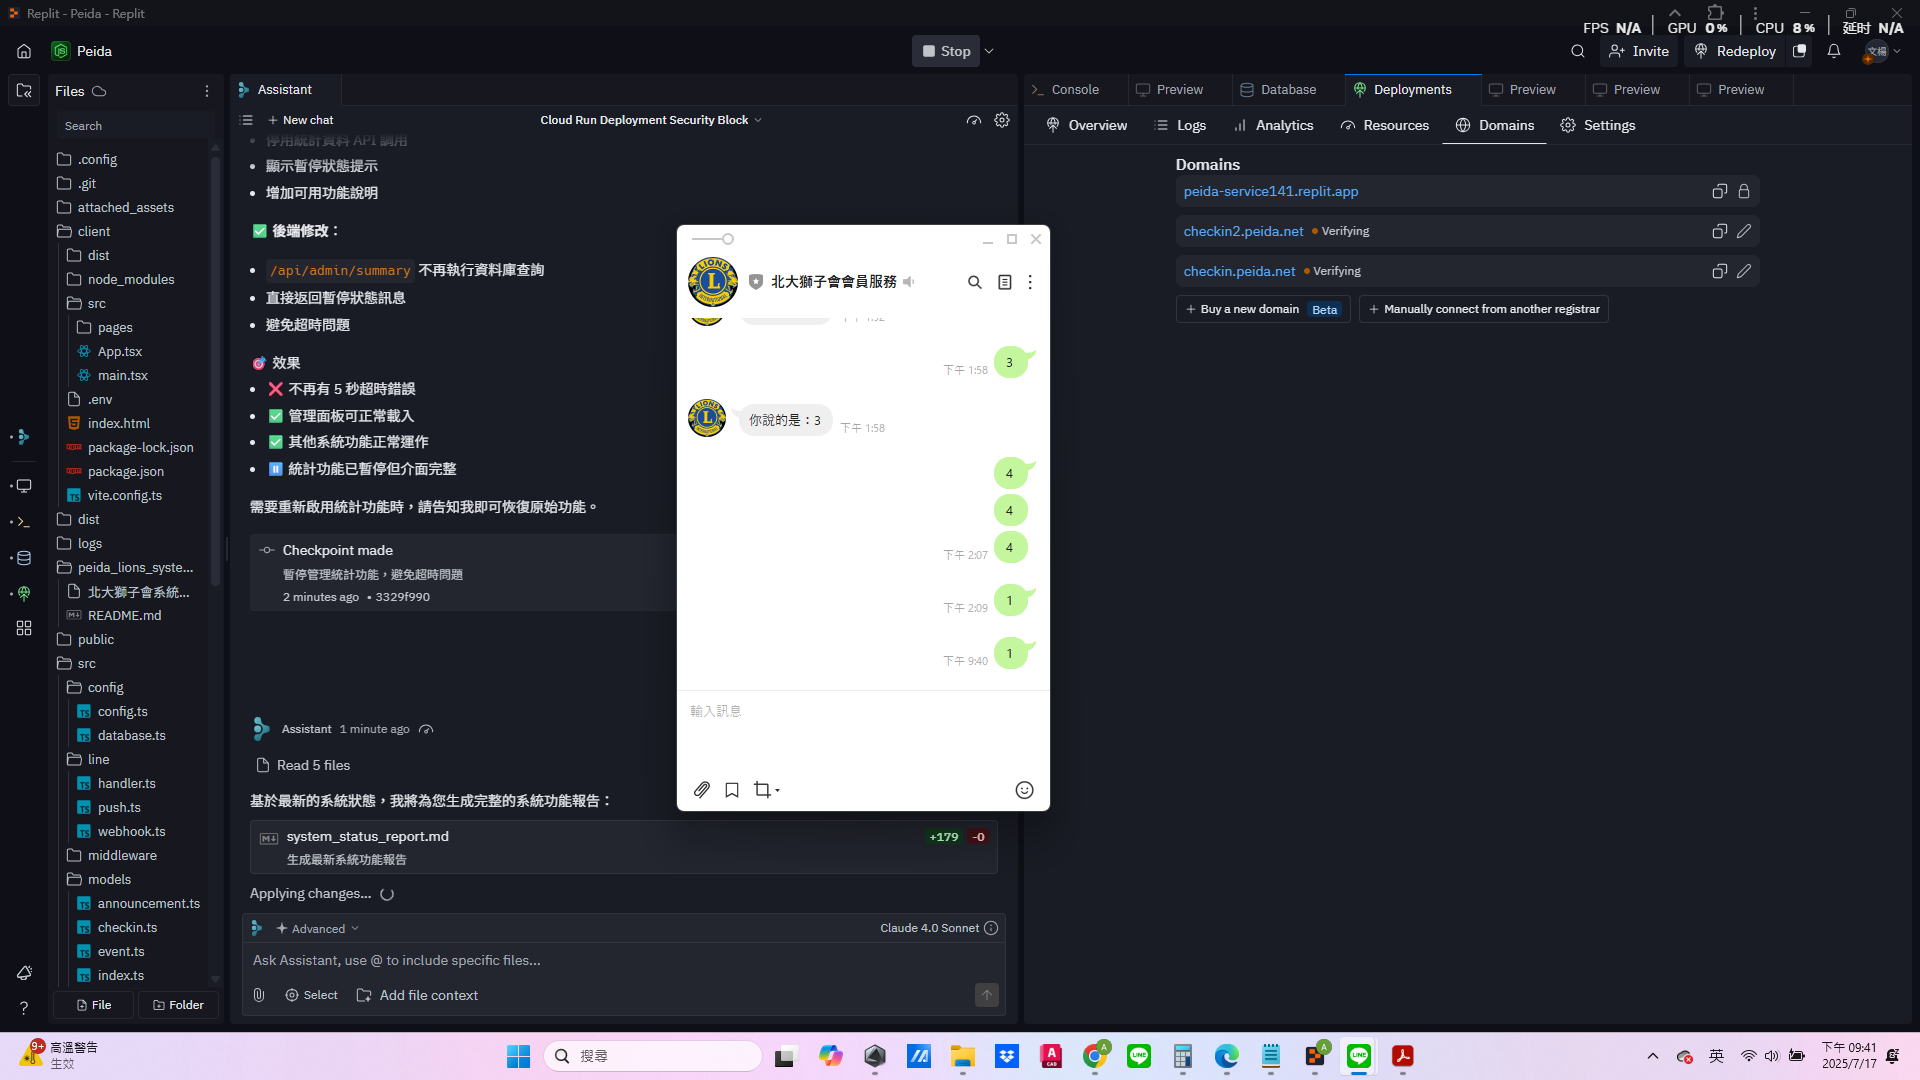 Replit - Peida - Replit
FPS N/A GPU 0% CPU 8% 延时 N/A
Peida
Stop
Invite
Redeploy
文楊
Files
Search
.config
.git
attached_assets
client
dist
node_modules
src
pages
App.tsx
main.tsx
.env
index.html
package-lock.json
package.json
vite.config.ts
dist
logs
peida_lions_syste...
北大獅子會系統...
README.md
public
src
config
config.ts
database.ts
line
handler.ts
push.ts
webhook.ts
middleware
models
announcement.ts
checkin.ts
event.ts
index.ts
File
Folder
?
Assistant
New chat
Cloud Run Deployment Security Block
停用統計資料 API 調用
顯示暫停狀態提示
增加可用功能說明
後端修改：
/api/admin/summary 不再執行資料庫查詢
直接返回暫停狀態訊息
避免超時問題
效果
不再有 5 秒超時錯誤
管理面板可正常載入
其他系統功能正常運作
統計功能已暫停但介面完整
需要重新啟用統計功能時，請告知我即可恢復原始功能。
Checkpoint made
暫停管理統計功能，避免超時問題
2 minutes ago • 3329f990
Assistant 1 minute ago
Read 5 files
基於最新的系統狀態，我將為您生成完整的系統功能報告：
system_status_report.md
+179 -0
生成最新系統功能報告
Applying changes...
Advanced
Claude 4.0 Sonnet
Ask Assistant, use @ to include specific files...
Select
Add file context
北大獅子會會員服務
下午 1:52
3
下午 1:58
你說的是：3
下午 1:58
4
4
4
下午 2:07
1
下午 2:09
1
下午 9:40
輸入訊息
Console
Preview
Database
Deployments
Preview
Preview
Preview
Overview
Logs
Analytics
Resources
Domains
Settings
Domains
peida-service141.replit.app
checkin2.peida.net
Verifying
checkin.peida.net
Verifying
Buy a new domain
Beta
Manually connect from another registrar
9+
高溫警告
生效
搜尋
英
下午 09:41
2025/7/17